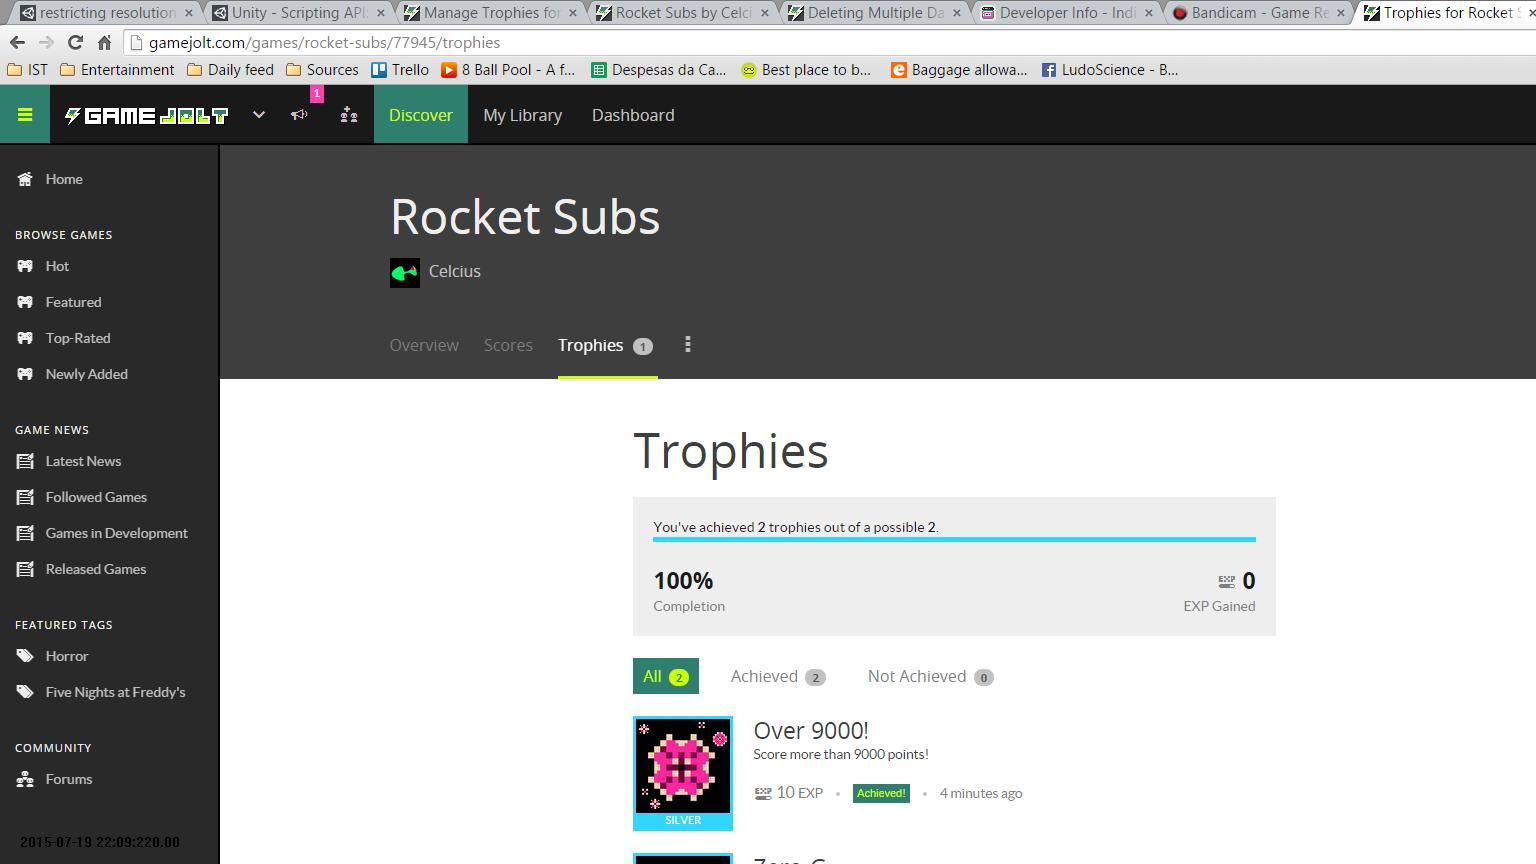 restricting resolution
Unity - Scripting API:
Manage Trophies for
Rocket Subs by Celci
Deleting Multiple Da
Developer Info - Indi
Bandicam - Game Re
Trophies for Rocket S
gamejolt.com/games/rocket-subs/77945/trophies
IST
Entertainment
Daily feed
Sources
Trello
8 Ball Pool - A f...
Despesas da Ca...
Best place to b...
Baggage allowa...
LudoScience - B...
GAME JOLT
1
Discover
My Library
Dashboard
Home
BROWSE GAMES
Hot
Featured
Top-Rated
Newly Added
GAME NEWS
Latest News
Followed Games
Games in Development
Released Games
FEATURED TAGS
Horror
Five Nights at Freddy's
COMMUNITY
Forums
2015-07-19 22:09:220.00
Rocket Subs
Celcius
Overview
Scores
Trophies 1
Trophies
You've achieved 2 trophies out of a possible 2.
100%
Completion
EXP 0
EXP Gained
All 2
Achieved 2
Not Achieved 0
SILVER
Over 9000!
Score more than 9000 points!
EXP 10 EXP • Achieved! • 4 minutes ago